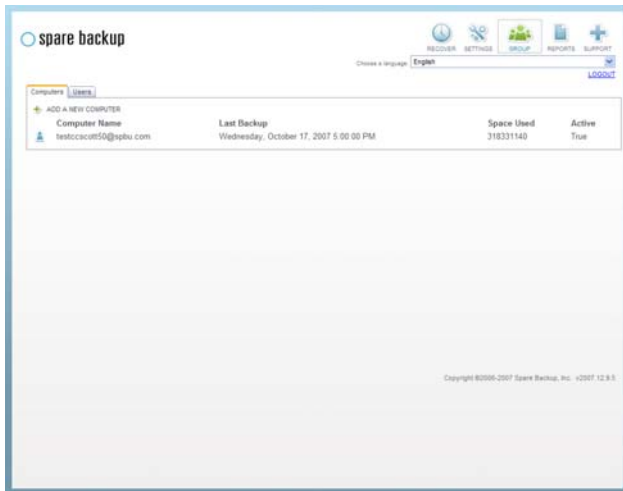 spare backup
RECOVER SETTINGS GROUP REPORTS SUPPORT
Choose a language English
LOGOUT
Computers Users
ADD A NEW COMPUTER
Computer Name Last Backup Space Used Active
testccscott50@spbu.com Wednesday, October 17, 2007 5:00:00 PM 318331140 True
Copyright ©2006-2007 Spare Backup, Inc. v2007.12.9.5